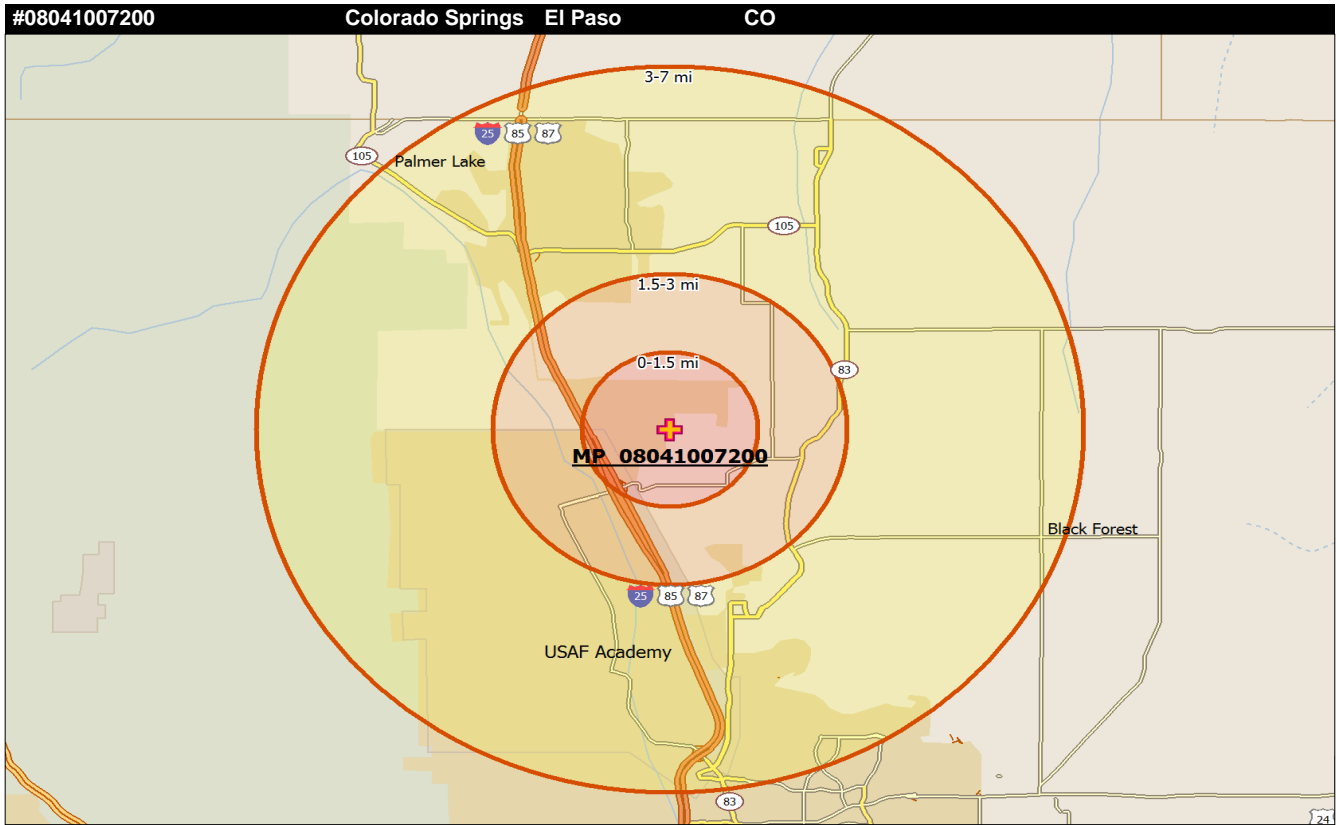 #08041007200 Colorado Springs El Paso CO
3-7 mi
25 85 87
105
Palmer Lake
105
1.5-3 mi
0-1.5 mi
83
MP 08041007200
Black Forest
25 85 87
USAF Academy
83
24